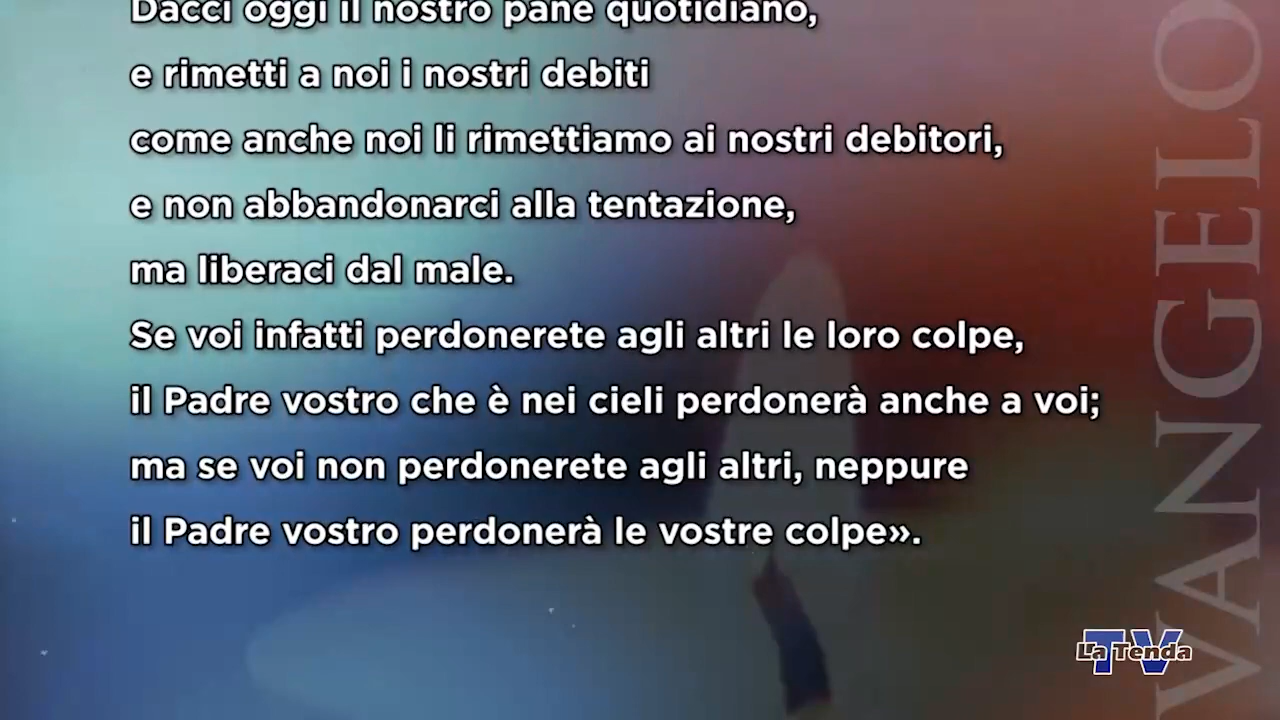 Dacci oggi il nostro pane quotidiano,
e rimetti a noi i nostri debiti
come anche noi li rimettiamo ai nostri debitori,
e non abbandonarci alla tentazione,
ma liberaci dal male.
Se voi infatti perdonerete agli altri le loro colpe,
il Padre vostro che è nei cieli perdonerà anche a voi;
ma se voi non perdonerete agli altri, neppure
il Padre vostro perdonerà le vostre colpe».
VANGELO
TV
La Tenda